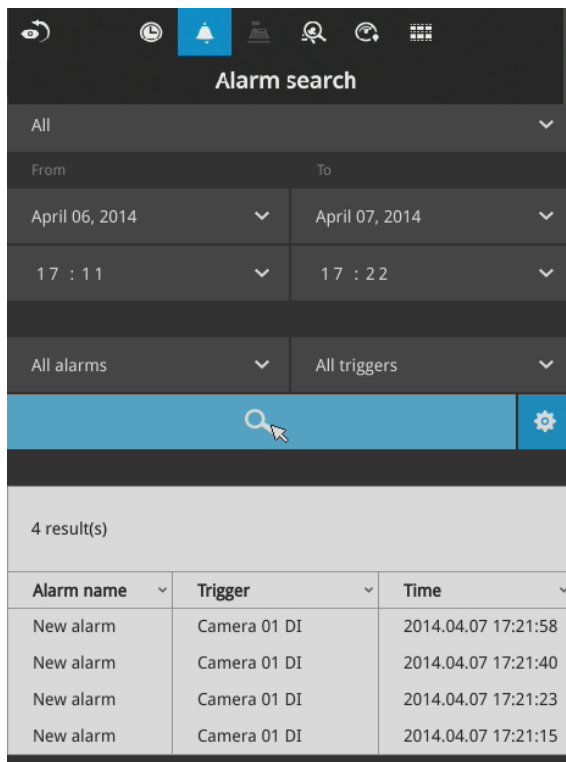 Alarm search
All
From To
April 06, 2014 April 07, 2014
17 : 11 17 : 22
All alarms All triggers
4 result(s)
Alarm name Trigger Time
New alarm Camera 01 DI 2014.04.07 17:21:58
New alarm Camera 01 DI 2014.04.07 17:21:40
New alarm Camera 01 DI 2014.04.07 17:21:23
New alarm Camera 01 DI 2014.04.07 17:21:15